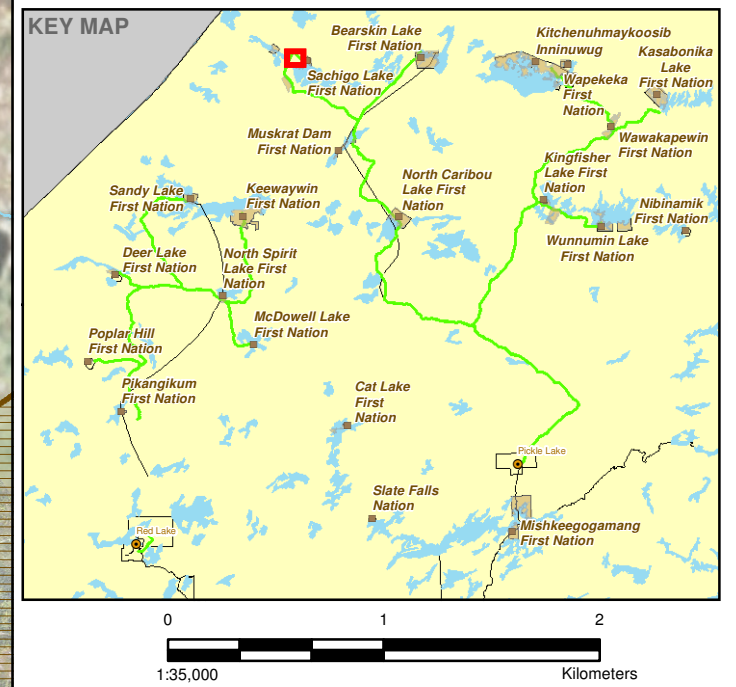 KEY MAP
Bearskin Lake
First Nation
Kitchenuhmaykoosib
Inninuwug
Kasabonika
Lake
First Nation
Sachigo Lake
First Nation
Wapekeka
First
Nation
Muskrat Dam
First Nation
Wawakapewin
First Nation
Kingfisher
Lake First
Nation
North Caribou
Lake First
Nation
Sandy Lake
First Nation
Keewaywin
First Nation
Nibinamik
First Nation
Wunnumin Lake
First Nation
Deer Lake
First Nation
North Spirit
Lake First
Nation
McDowell Lake
First Nation
Poplar Hill
First Nation
Pikangikum
First Nation
Cat Lake
First
Nation
Pickle Lake
Slate Falls
Nation
Mishkeegogamang
First Nation
Red Lake
0 1 2
1:35,000 Kilometers